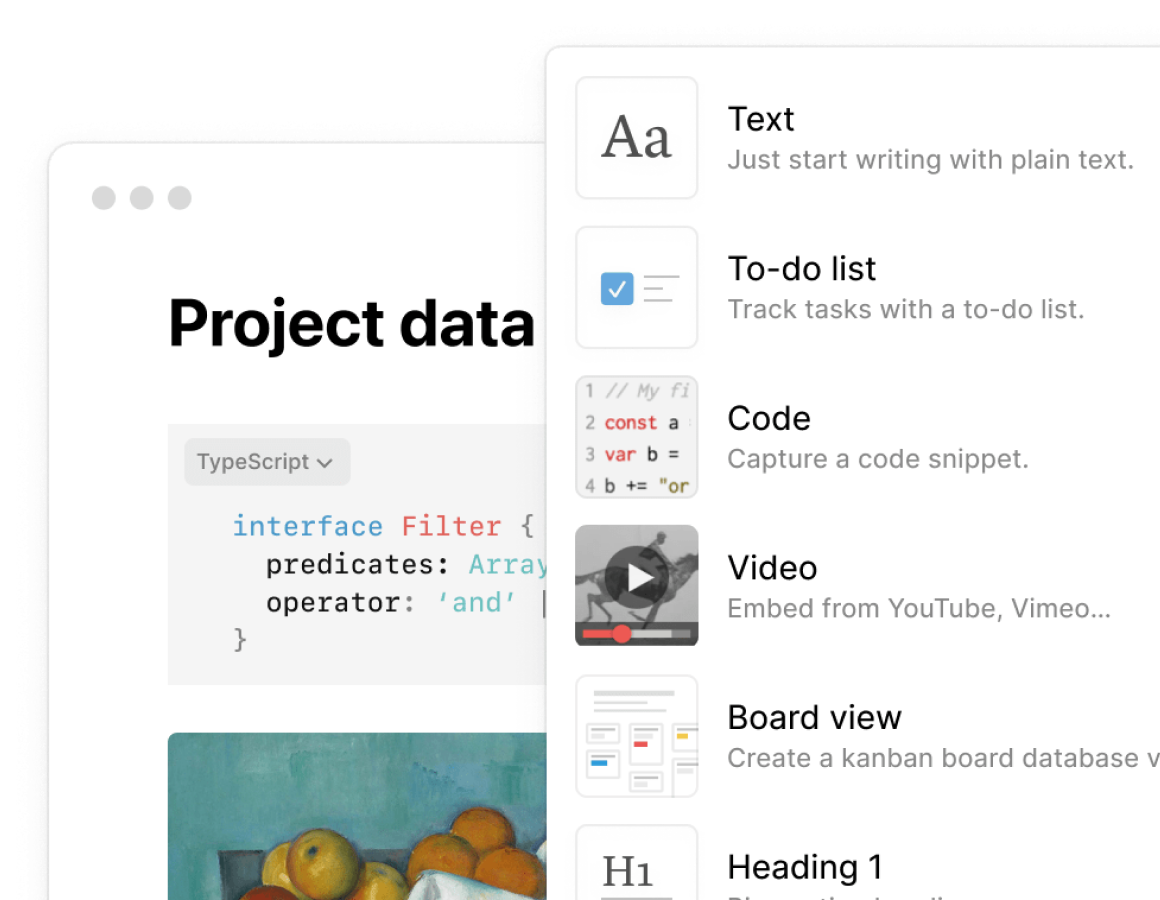 Project data
TypeScript
interface Filter {
predicates: Array
operator: ‘and’ |
}
Aa
Text
Just start writing with plain text.
To-do list
Track tasks with a to-do list.
1 // My fi
2 const a
3 var b =
4 b += "or
Code
Capture a code snippet.
Video
Embed from YouTube, Vimeo...
Board view
Create a kanban board database v
H1
Heading 1